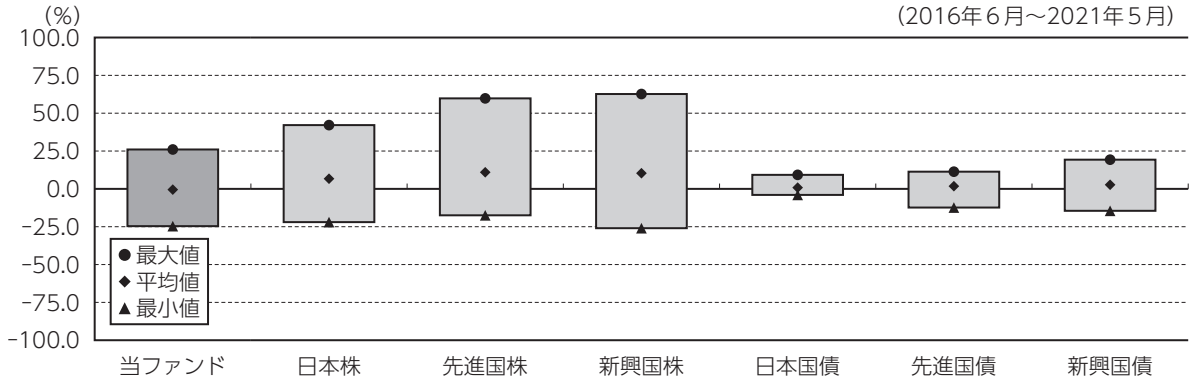 (%)
(2016年6月〜2021年5月)
100.0
75.0
50.0
25.0
0.0
-25.0
-50.0
-75.0
-100.0
●最大値
◆平均値
▲最小値
当ファンド 日本株 先進国株 新興国株 日本国債 先進国債 新興国債